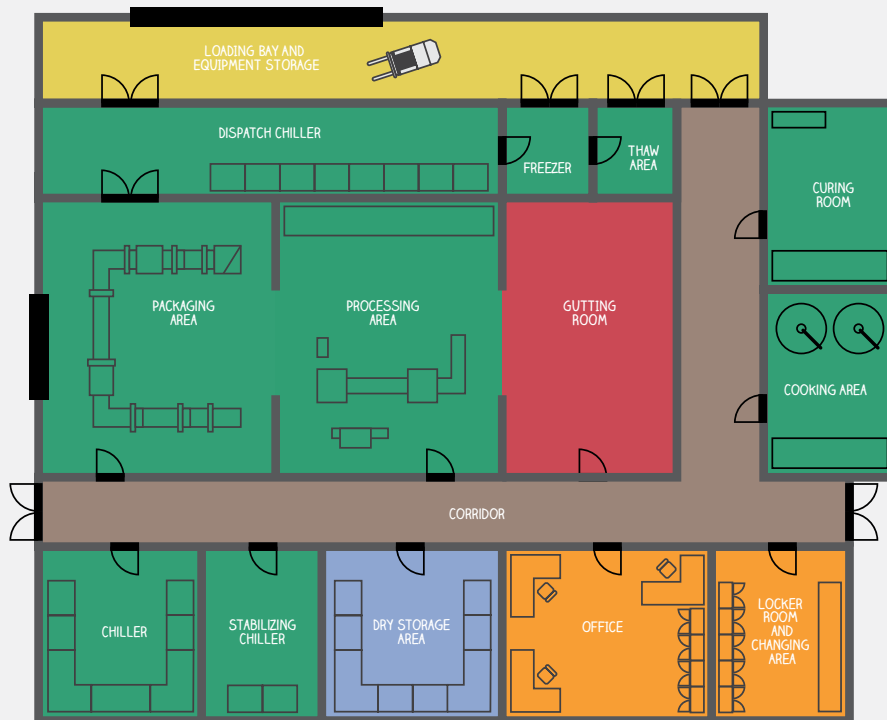 LOADING BAY AND
EQUIPMENT STORAGE
DISPATCH CHILLER
FREEZER
THAW
AREA
CURING
ROOM
PACKAGING
AREA
PROCESSING
AREA
GUTTING
ROOM
COOKING AREA
CORRIDOR
CHILLER
STABILIZING
CHILLER
DRY STORAGE
AREA
OFFICE
LOCKER
ROOM
AND
CHANGING
AREA